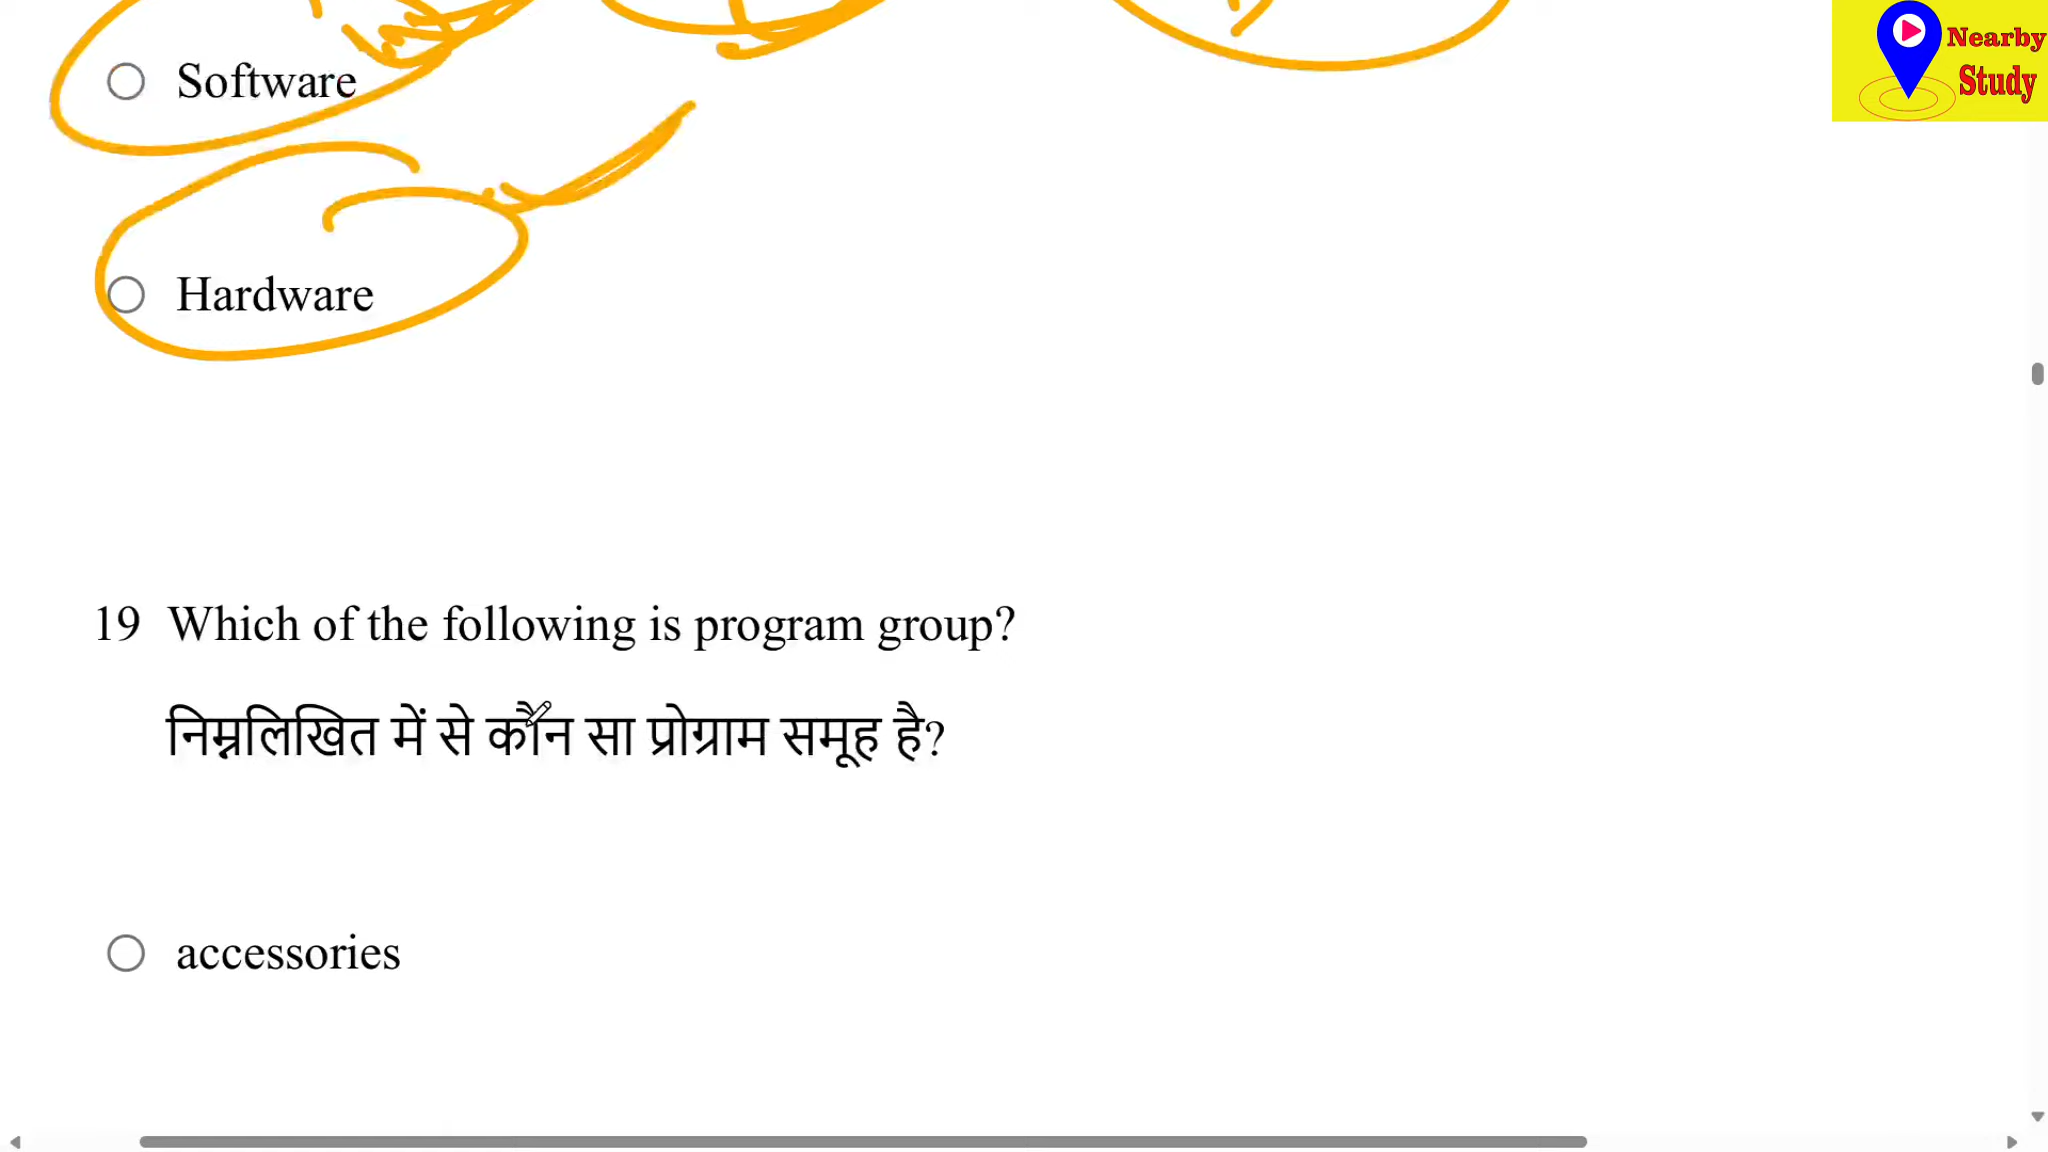 Nearby
Study
Software
Hardware
19 Which of the following is program group?
निम्नलिखित में से कौन सा प्रोग्राम समूह है?
accessories